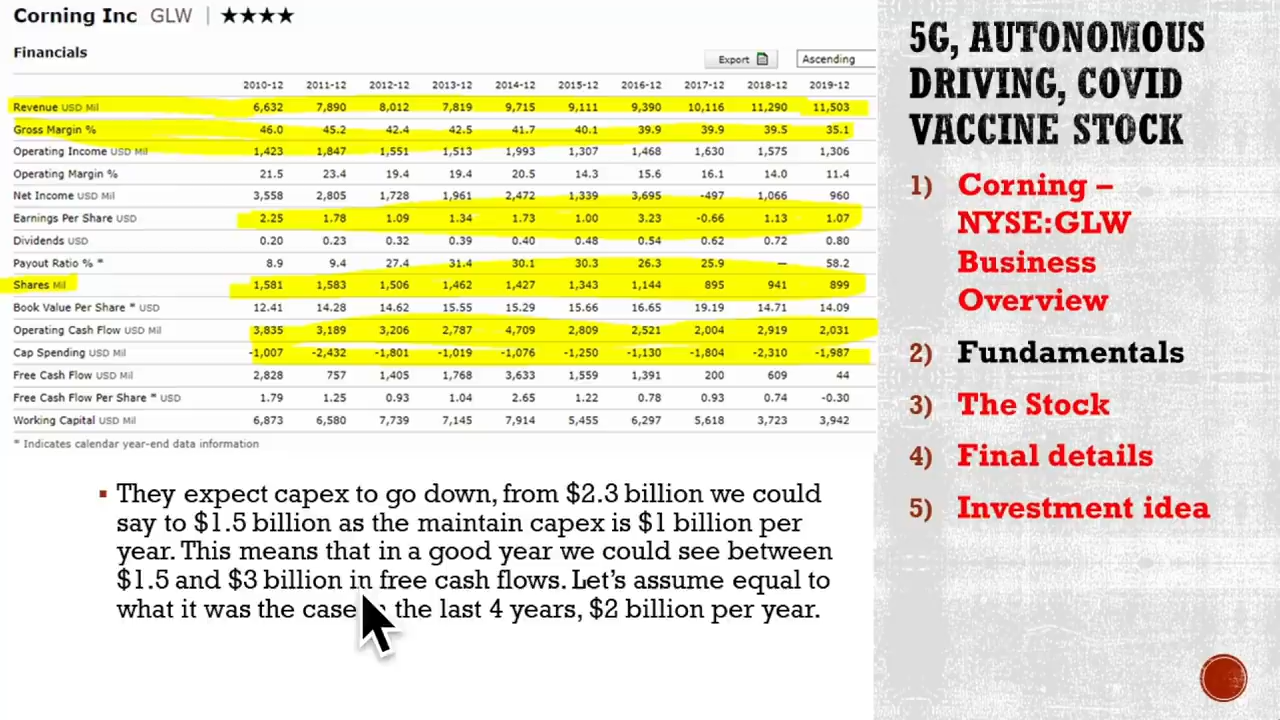 Corning Inc GLW | ★★★★
Financials
Export
Ascending
2010-12 2011-12 2012-12 2013-12 2014-12 2015-12 2016-12 2017-12 2018-12 2019-12
Revenue USD Mil 6,632 7,890 8,012 7,819 9,715 9,111 9,390 10,116 11,290 11,503
Gross Margin % 46.0 45.2 42.4 42.5 41.7 40.1 39.9 39.9 39.5 35.1
Operating Income USD Mil 1,423 1,847 1,551 1,513 1,993 1,307 1,468 1,630 1,575 1,306
Operating Margin % 21.5 23.4 19.4 19.4 20.5 14.3 15.6 16.1 14.0 11.4
Net Income USD Mil 3,558 2,805 1,728 1,961 2,472 1,339 3,695 -497 1,066 960
Earnings Per Share USD 2.25 1.78 1.09 1.34 1.73 1.00 3.23 -0.66 1.13 1.07
Dividends USD 0.20 0.23 0.32 0.39 0.40 0.48 0.54 0.62 0.72 0.80
Payout Ratio % * 8.9 9.4 27.4 31.4 30.1 30.3 26.3 25.9 — 58.2
Shares Mil 1,581 1,583 1,506 1,462 1,427 1,343 1,144 895 941 899
Book Value Per Share * USD 12.41 14.28 14.62 15.55 15.29 15.66 16.65 19.19 14.71 14.09
Operating Cash Flow USD Mil 3,835 3,189 3,206 2,787 4,709 2,809 2,521 2,004 2,919 2,031
Cap Spending USD Mil -1,007 -2,432 -1,801 -1,019 -1,076 -1,250 -1,130 -1,804 -2,310 -1,987
Free Cash Flow USD Mil 2,828 757 1,405 1,768 3,633 1,559 1,391 200 609 44
Free Cash Flow Per Share * USD 1.79 1.25 0.93 1.04 2.65 1.22 0.78 0.93 0.74 -0.30
Working Capital USD Mil 6,873 6,580 7,739 7,145 7,914 5,455 6,297 5,618 3,723 3,942
* Indicates calendar year-end data information
▪ They expect capex to go down, from $2.3 billion we could
say to $1.5 billion as the maintain capex is $1 billion per
year. This means that in a good year we could see between
$1.5 and $3 billion in free cash flows. Let's assume equal to
what it was the case the last 4 years, $2 billion per year.
5G, AUTONOMOUS
DRIVING, COVID
VACCINE STOCK
1) Corning –
NYSE:GLW
Business
Overview
2) Fundamentals
3) The Stock
4) Final details
5) Investment idea